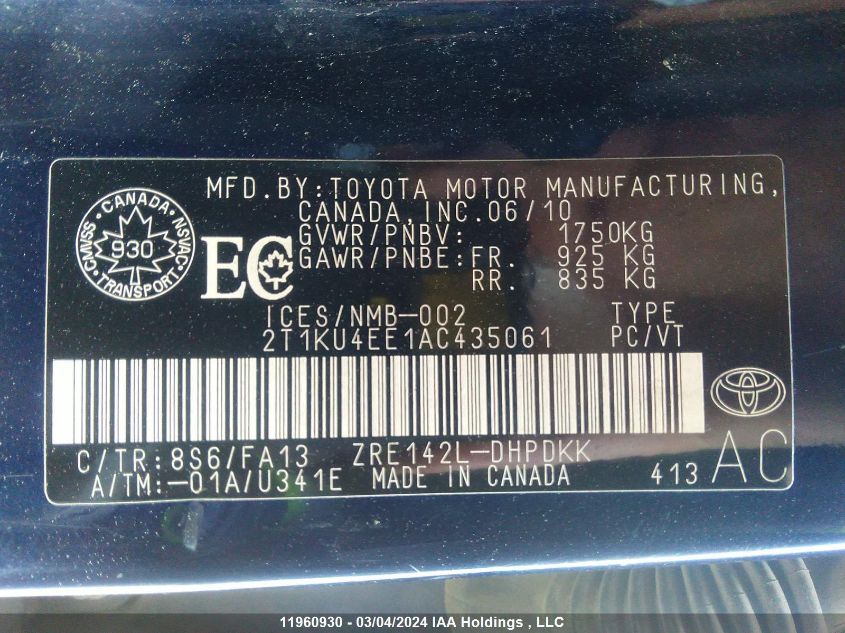 MFD.BY:TOYOTA MOTOR MANUFACTURING,
CANADA,INC.06/10
GVWR/PNBV: 1750KG
GAWR/PNBE:FR. 925 KG
RR. 835 KG
CANADA
CMVSS 930 NSVAC
TRANSPORT
EC
ICES/NMB-002 TYPE
2T1KU4EE1AC435061 PC/VT
C/TR:8S6/FA13 ZRE142L-DHPDKK
A/TM:-01A/U341E MADE IN CANADA 413 AC
11960930 - 03/04/2024 IAA Holdings , LLC